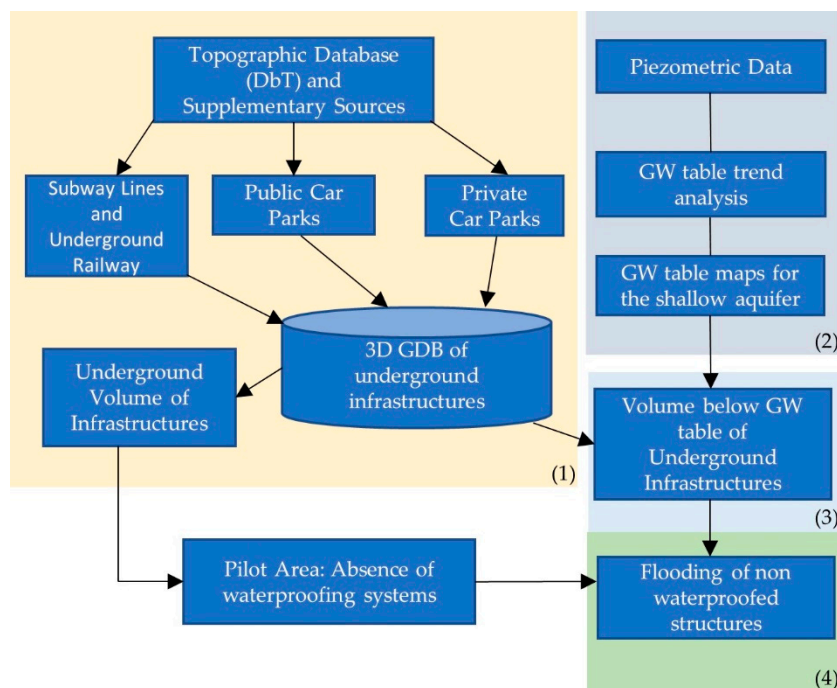 Topographic Database
(DbT) and
Supplementary Sources
Subway Lines
and
Underground
Railway
Public Car
Parks
Private
Car Parks
3D GDB of
underground
infrastructures
Underground
Volume of
Infrastructures
(1)
Piezometric Data
GW table trend
analysis
GW table maps for
the shallow aquifer
(2)
Volume below GW
table of
Underground
Infrastructures
(3)
Pilot Area: Absence of
waterproofing systems
Flooding of non
waterproofed
structures
(4)